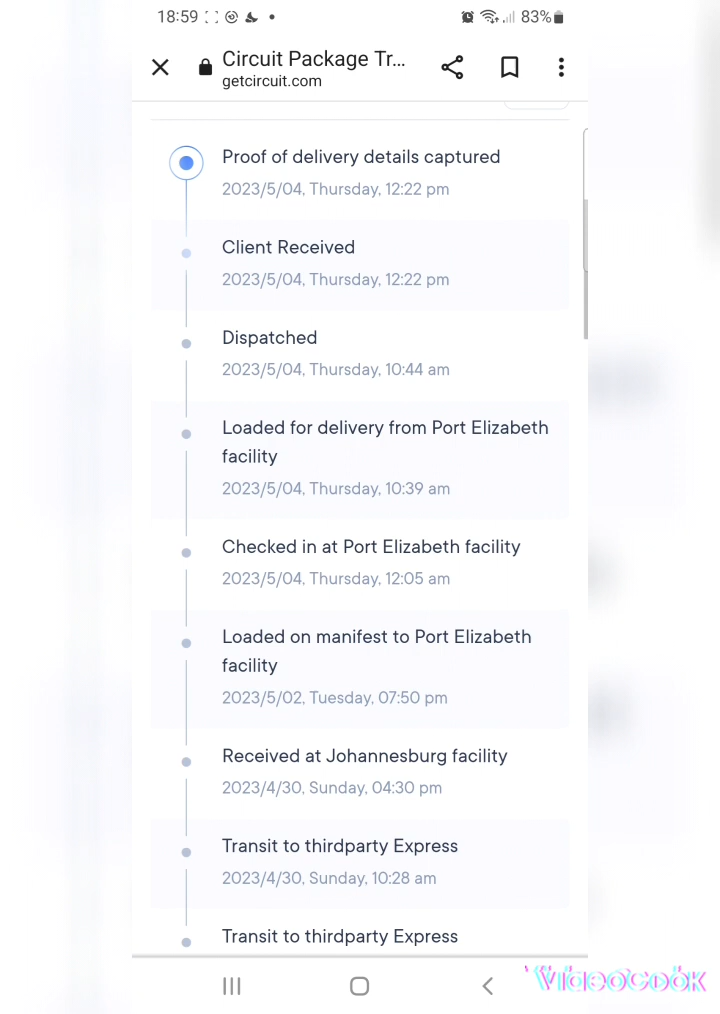 18:59
83%
Circuit Package Tr...
getcircuit.com
Proof of delivery details captured
2023/5/04, Thursday, 12:22 pm
Client Received
2023/5/04, Thursday, 12:22 pm
Dispatched
2023/5/04, Thursday, 10:44 am
Loaded for delivery from Port Elizabeth
facility
2023/5/04, Thursday, 10:39 am
Checked in at Port Elizabeth facility
2023/5/04, Thursday, 12:05 am
Loaded on manifest to Port Elizabeth
facility
2023/5/02, Tuesday, 07:50 pm
Received at Johannesburg facility
2023/4/30, Sunday, 04:30 pm
Transit to thirdparty Express
2023/4/30, Sunday, 10:28 am
Transit to thirdparty Express
VideoCook